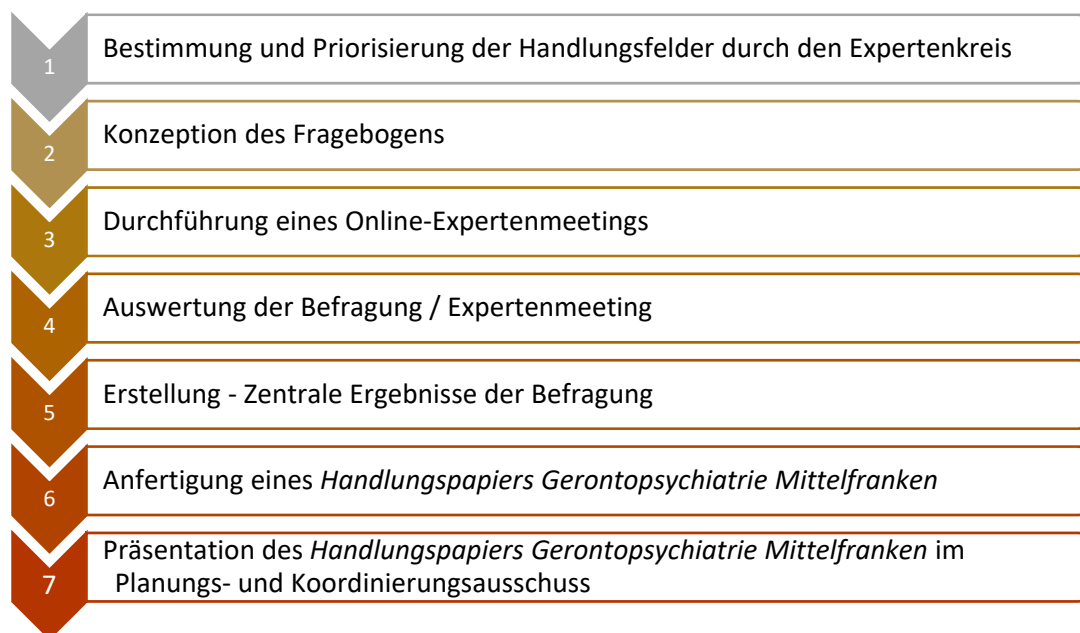 1
Bestimmung und Priorisierung der Handlungsfelder durch den Expertenkreis
2
Konzeption des Fragebogens
3
Durchführung eines Online-Expertenmeetings
4
Auswertung der Befragung / Expertenmeeting
5
Erstellung - Zentrale Ergebnisse der Befragung
6
Anfertigung eines Handlungspapiers Gerontopsychiatrie Mittelfranken
7
Präsentation des Handlungspapiers Gerontopsychiatrie Mittelfranken im
Planungs- und Koordinierungsausschuss